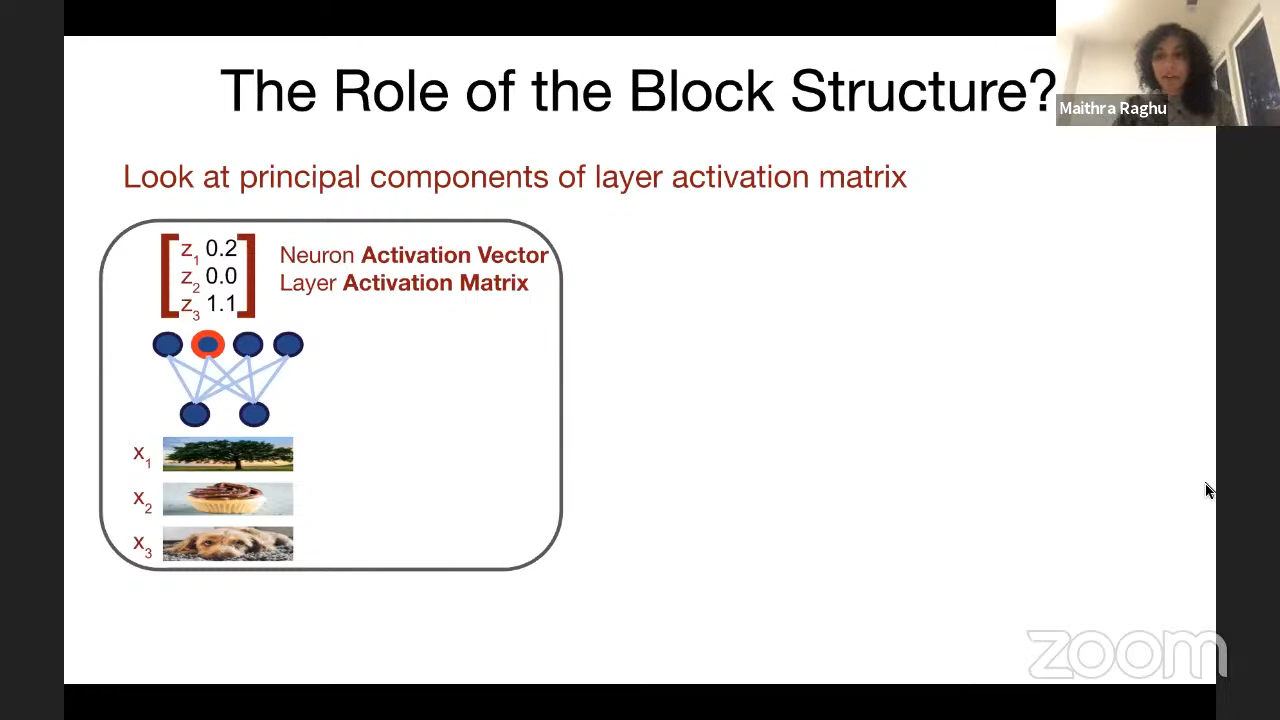 The Role of the Block Structure?
Maithra Raghu
Look at principal components of layer activation matrix
z1 0.2
z2 0.0
z3 1.1
Neuron Activation Vector
Layer Activation Matrix
x1
x2
x3
zoom